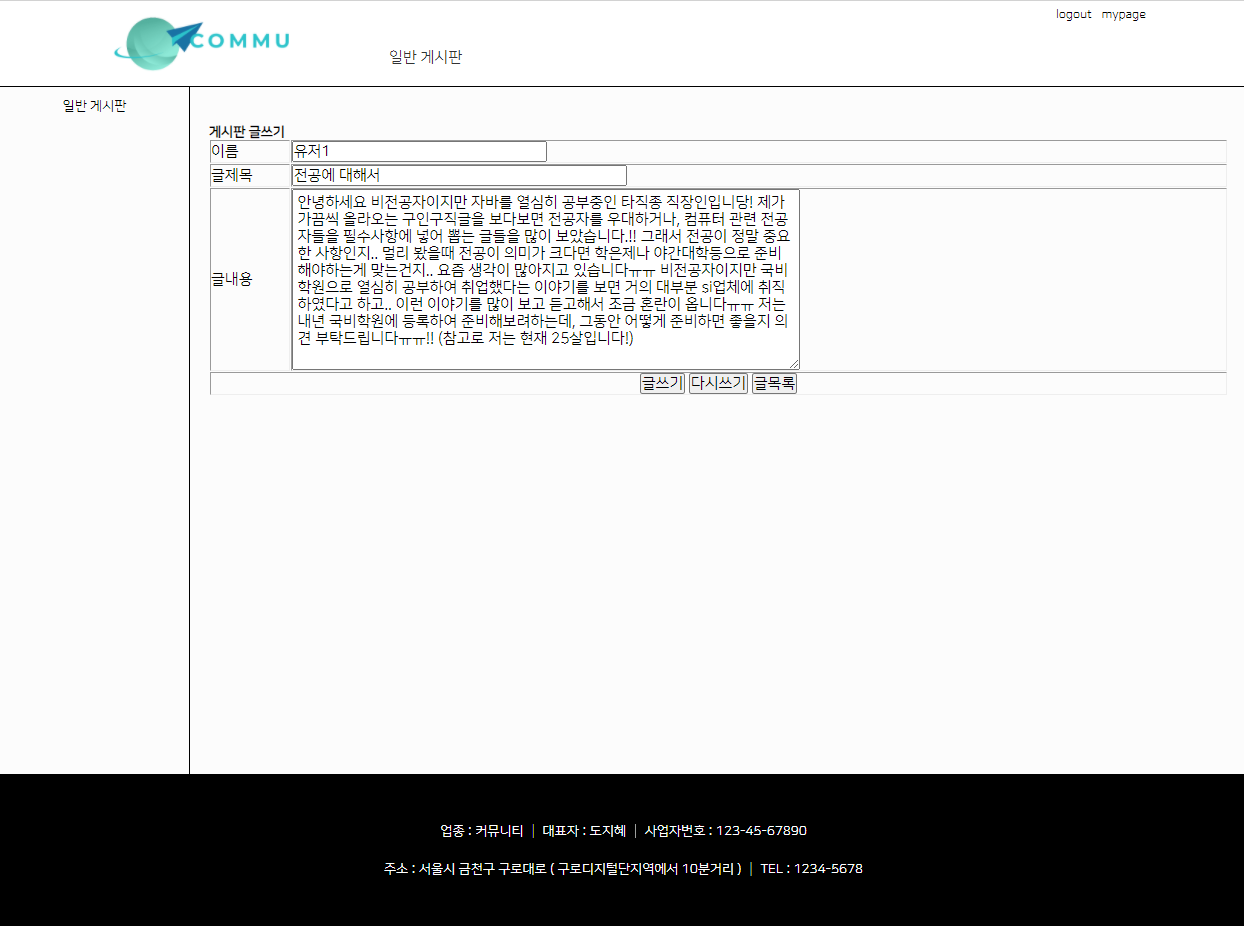 logout mypage
COMMU
일반 게시판
일반 게시판
게시판 글쓰기
이름 유저1
글제목 전공에 대해서
글내용
안녕하세요 비전공자이지만 자바를 열심히 공부중인 타직종 직장인입니당! 제가
가끔씩 올라오는 구인구직글을 보다보면 전공자를 우대하거나, 컴퓨터 관련 전공
자들을 필수사항에 넣어 뽑는 글들을 많이 보았습니다.!! 그래서 전공이 정말 중요
한 사항인지.. 멀리 봤을때 전공이 의미가 크다면 학은제나 야간대학등으로 준비
해야하는게 맞는건지.. 요즘 생각이 많아지고 있습니다ㅠㅠ 비전공자이지만 국비
학원으로 열심히 공부하여 취업했다는 이야기를 보면 거의 대부분 si업체에 취직
하였다고 하고.. 이런 이야기를 많이 보고 듣고해서 조금 혼란이 옵니다ㅠㅠ 저는
내년 국비학원에 등록하여 준비해보려하는데, 그동안 어떻게 준비하면 좋을지 의
견 부탁드립니다ㅠㅠ!! (참고로 저는 현재 25살입니다!)
글쓰기 다시쓰기 글목록
업종 : 커뮤니티 | 대표자 : 도지혜 | 사업자번호 : 123-45-67890
주소 : 서울시 금천구 구로대로 ( 구로디지털단지역에서 10분거리 ) | TEL : 1234-5678